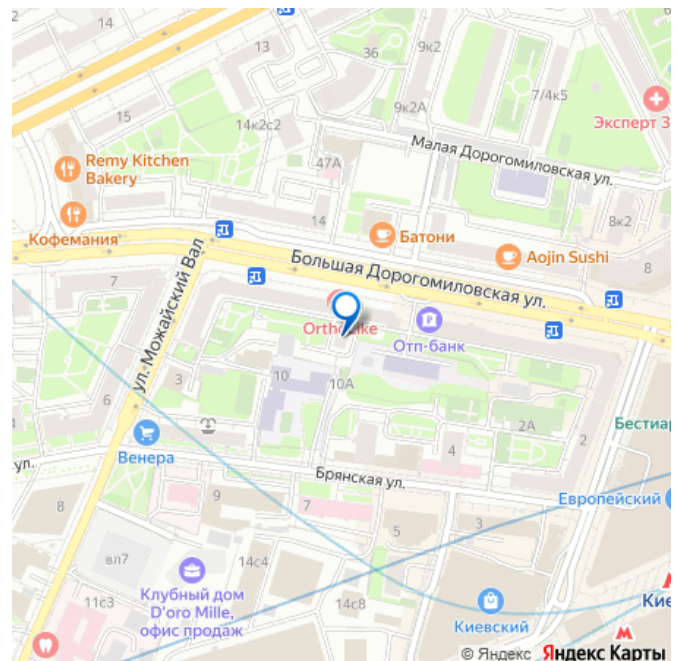 14
13
36
9к2
7/4к5
15
14к2с2
9к2А
Эксперт З
Малая Дорогомиловская ул.
Remy Kitchen
Bakery
47А
14
8к2
Кофемания
Батони
Aojin Sushi
8
7
Большая Дорогомиловская ул.
ул. Можайский Вал
Отп-банк
3
10
10А
6
2А
2
4
Бестиар
Венера
ул.
Брянская ул.
Европейский
8
9
7
5
3
вл7
14с4
Клубный дом
D'oro Mille,
офис продаж
11с3
14с8
Киевский
Кие
© Яндекс Яндекс Карты